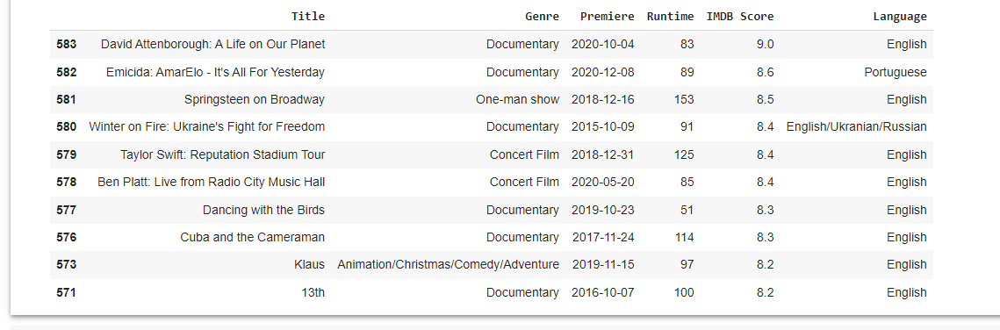 Title Genre Premiere Runtime IMDB Score Language
583 David Attenborough: A Life on Our Planet Documentary 2020-10-04 83 9.0 English
582 Emicida: AmarElo - It's All For Yesterday Documentary 2020-12-08 89 8.6 Portuguese
581 Springsteen on Broadway One-man show 2018-12-16 153 8.5 English
580 Winter on Fire: Ukraine's Fight for Freedom Documentary 2015-10-09 91 8.4 English/Ukranian/Russian
579 Taylor Swift: Reputation Stadium Tour Concert Film 2018-12-31 125 8.4 English
578 Ben Platt: Live from Radio City Music Hall Concert Film 2020-05-20 85 8.4 English
577 Dancing with the Birds Documentary 2019-10-23 51 8.3 English
576 Cuba and the Cameraman Documentary 2017-11-24 114 8.3 English
573 Klaus Animation/Christmas/Comedy/Adventure 2019-11-15 97 8.2 English
571 13th Documentary 2016-10-07 100 8.2 English